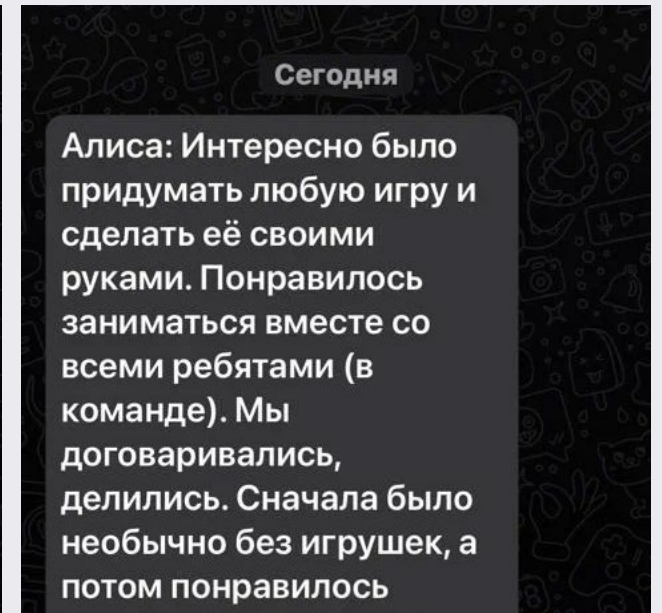 Сегодня
Алиса: Интересно было
придумать любую игру и
сделать её своими
руками. Понравилось
заниматься вместе со
всеми ребятами (в
команде). Мы
договаривались,
делились. Сначала было
необычно без игрушек, а
потом понравилось